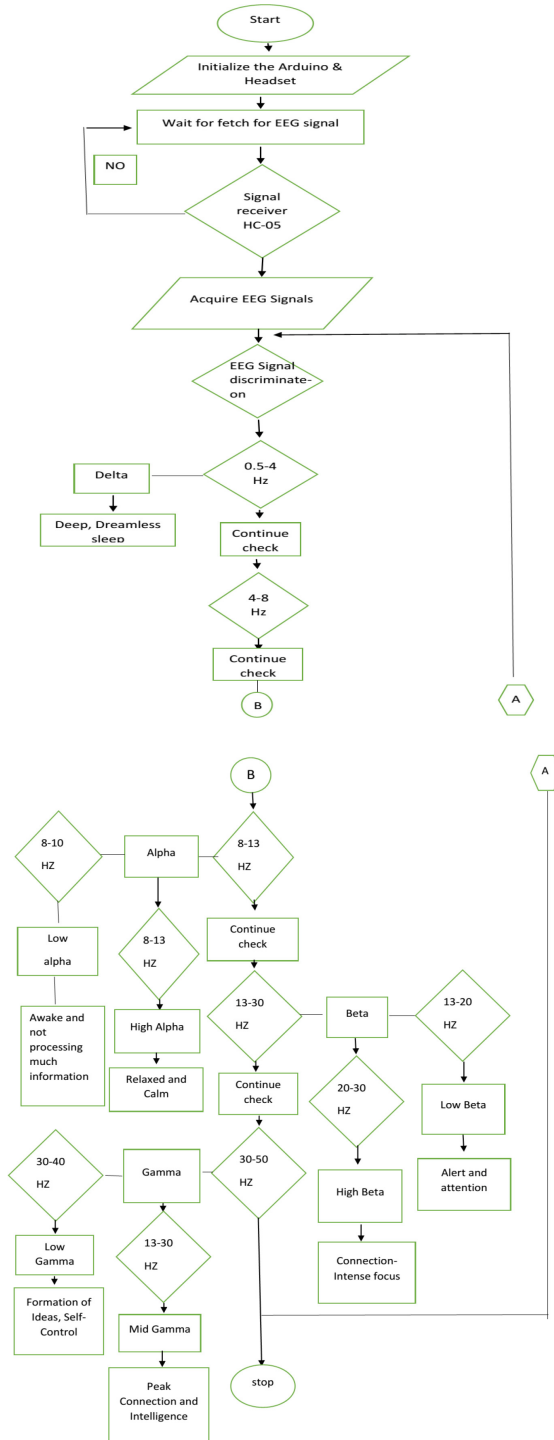 Start
Initialize the Arduino &
Headset
Wait for fetch for EEG signal
NO
Signal
receiver
HC-05
Acquire EEG Signals
EEG Signal
discriminate-
on
0.5-4
Hz
Delta
Deep, Dreamless
sleep
Continue
check
4-8
Hz
Continue
check
B
A
B
A
8-10
HZ
Alpha
8-13
HZ
Low
alpha
8-13
HZ
Continue
check
Awake and
not
processing
much
information
High Alpha
Relaxed and
Calm
13-30
HZ
Beta
13-20
HZ
Continue
check
20-30
HZ
Low Beta
Alert and
attention
High Beta
Connection-
Intense focus
30-40
HZ
Gamma
30-50
HZ
Low
Gamma
13-30
HZ
Formation of
Ideas, Self-
Control
Mid Gamma
Peak
Connection and
Intelligence
stop